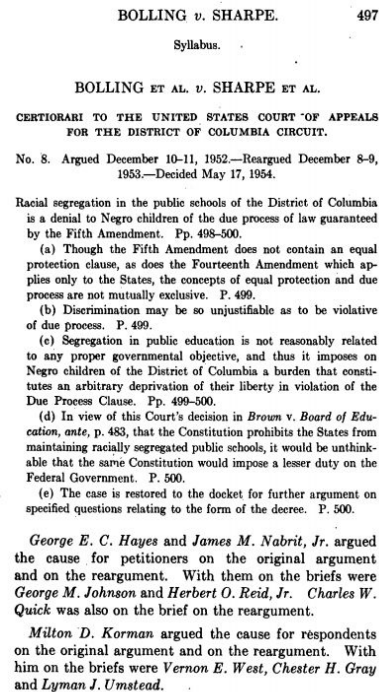 BOLLING v. SHARPE. 497
Syllabus.
BOLLING ET AL. v. SHARPE ET AL.
CERTIORARI TO THE UNITED STATES COURT OF APPEALS
FOR THE DISTRICT OF COLUMBIA CIRCUIT.
No. 8. Argued December 10-11, 1952.—Reargued December 8-9,
1953.—Decided May 17, 1954.
Racial segregation in the public schools of the District of Columbia
is a denial to Negro children of the due process of law guaranteed
by the Fifth Amendment. Pp. 498-500.
(a) Though the Fifth Amendment does not contain an equal
protection clause, as does the Fourteenth Amendment which ap-
plies only to the States, the concepts of equal protection and due
process are not mutually exclusive. P. 499.
(b) Discrimination may be so unjustifiable as to be violative
of due process. P. 499.
(c) Segregation in public education is not reasonably related
to any proper governmental objective, and thus it imposes on
Negro children of the District of Columbia a burden that consti-
tutes an arbitrary deprivation of their liberty in violation of the
Due Process Clause. Pp. 499-500.
(d) In view of this Court's decision in Brown v. Board of Edu-
cation, ante, p. 483, that the Constitution prohibits the States from
maintaining racially segregated public schools, it would be unthink-
able that the same Constitution would impose a lesser duty on the
Federal Government. P. 500.
(e) The case is restored to the docket for further argument on
specified questions relating to the form of the decree. P. 500.
George E. C. Hayes and James M. Nabrit, Jr. argued
the cause for petitioners on the original argument
and on the reargument. With them on the briefs were
George M. Johnson and Herbert O. Reid, Jr. Charles W.
Quick was also on the brief on the reargument.
Milton D. Korman argued the cause for respondents
on the original argument and on the reargument. With
him on the briefs were Vernon E. West, Chester H. Gray
and Lyman J. Umstead.